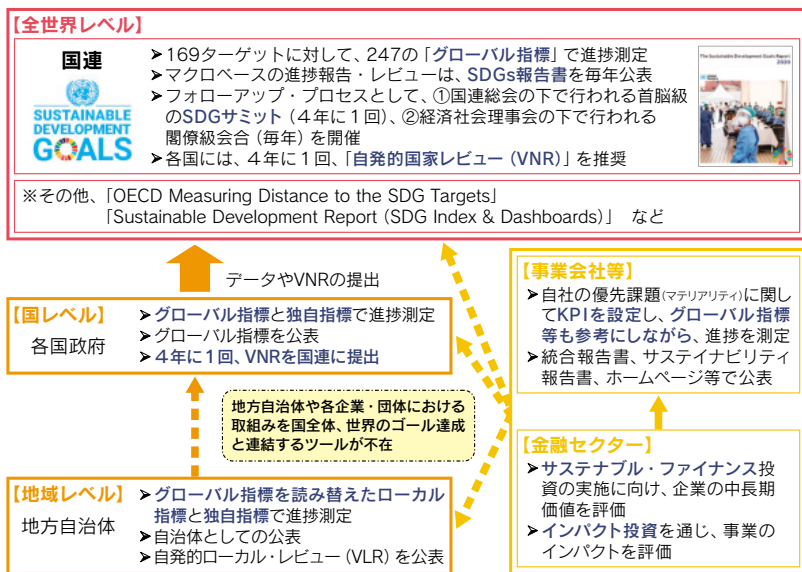 【全世界レベル】
国連
SUSTAINABLE
DEVELOPMENT
GOALS
➤169ターゲットに対して、247の「グローバル指標」で進捗測定
➤マクロベースの進捗報告・レビューは、SDGs報告書を毎年公表
➤フォローアップ・プロセスとして、①国連総会の下で行われる首脳級
のSDGサミット（４年に１回）、②経済社会理事会の下で行われる
閣僚級会合（毎年）を開催
➤各国には、４年に１回、「自発的国家レビュー（VNR）」を推奨
The Sustainable Development Goals Report
2020
※その他、「OECD Measuring Distance to the SDG Targets」
「Sustainable Development Report（SDG Index & Dashboards）」 など
データやVNRの提出
【国レベル】
各国政府
➤グローバル指標と独自指標で進捗測定
➤グローバル指標を公表
➤４年に１回、VNRを国連に提出
地方自治体や各企業・団体における
取組みを国全体、世界のゴール達成
と連結するツールが不在
【地域レベル】
地方自治体
➤グローバル指標を読み替えたローカル
指標と独自指標で進捗測定
➤自治体としての公表
➤自発的ローカル・レビュー（VLR）を公表
【事業会社等】
➤自社の優先課題（マテリアリティ）に関し
てKPIを設定し、グローバル指標
等も参考にしながら、進捗を測定
➤統合報告書、サステイナビリティ
報告書、ホームページ等で公表
【金融セクター】
➤サステナブル・ファイナンス投
資の実施に向け、企業の中長期
価値を評価
➤インパクト投資を通じ、事業の
インパクトを評価